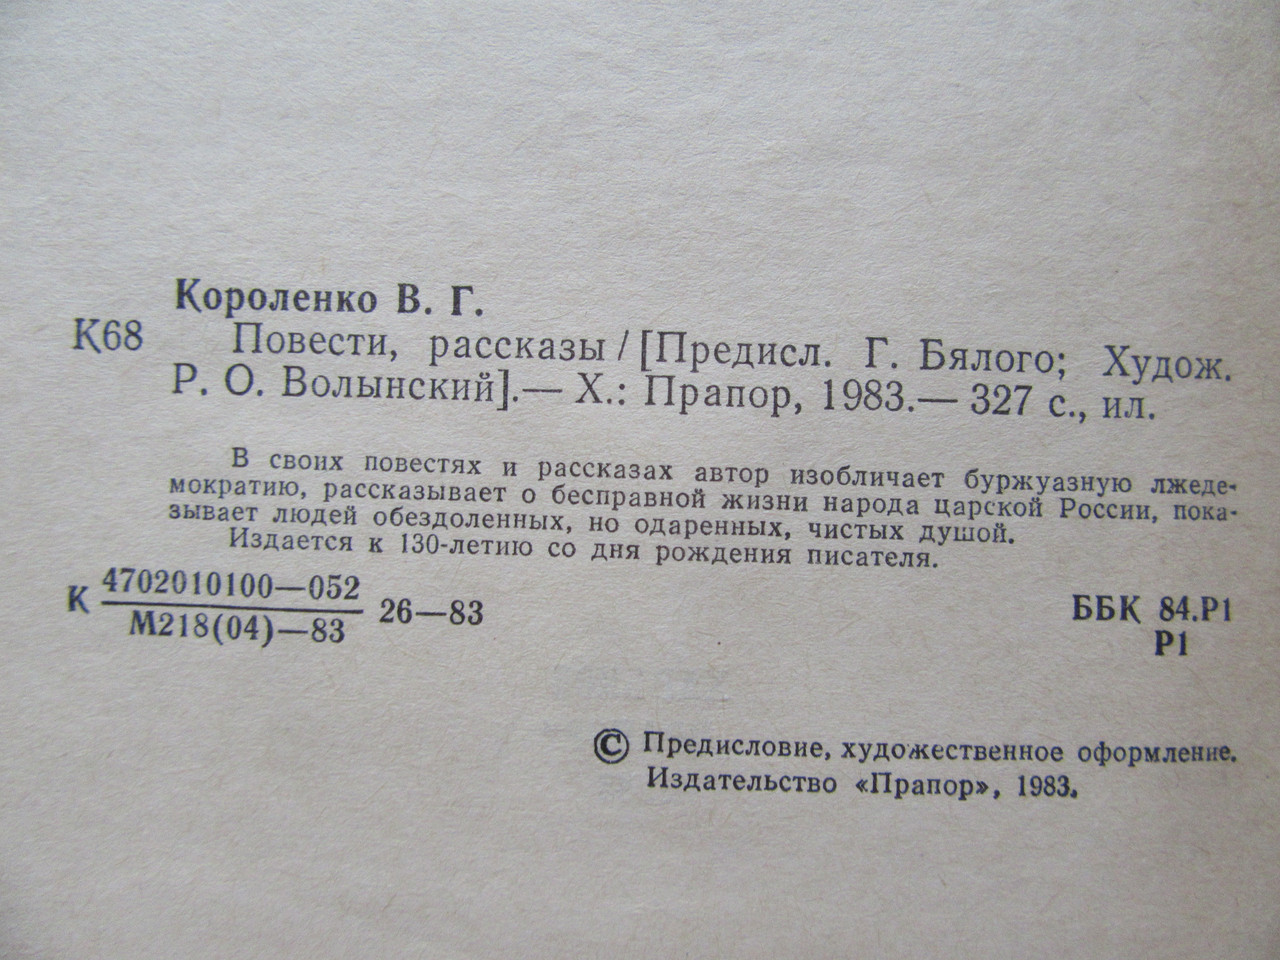 Короленко В. Г.
К68 Повести, рассказы / [Предисл. Г. Бялого; Худож.
Р. О. Волынский].— Х.: Прапор, 1983.— 327 с., ил.
В своих повестях и рассказах автор изобличает буржуазную лжеде-
мократию, рассказывает о бесправной жизни народа царской России, пока-
зывает людей обездоленных, но одаренных, чистых душой.
Издается к 130-летию со дня рождения писателя.
К 4702010100—052 26—83
М218(04)—83
ББК 84.Р1
Р1
© Предисловие, художественное оформление.
Издательство «Прапор», 1983.